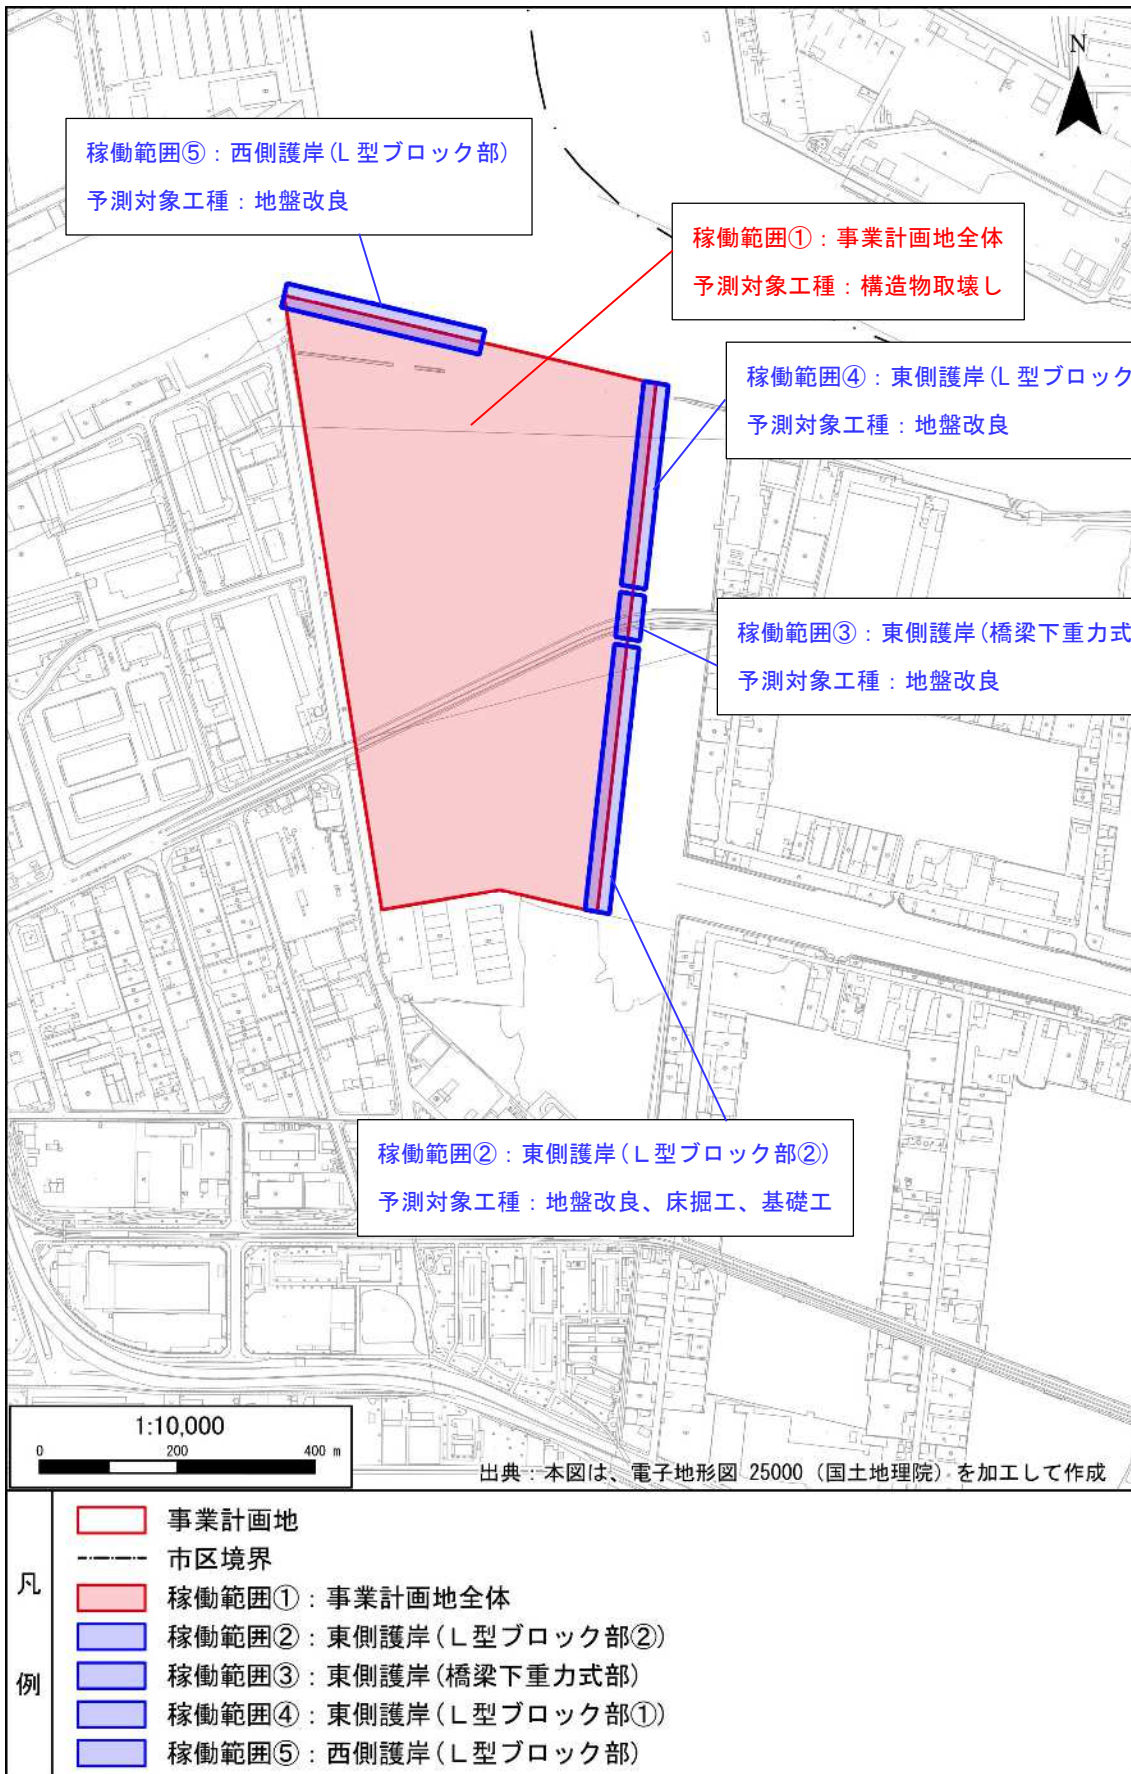 N
稼働範囲⑤：西側護岸(L 型ブロック部)
予測対象工種：地盤改良
稼働範囲①：事業計画地全体
予測対象工種：構造物取壊し
稼働範囲④：東側護岸(L 型ブロック
予測対象工種：地盤改良
稼働範囲③：東側護岸(橋梁下重力式
予測対象工種：地盤改良
稼働範囲②：東側護岸(Ｌ型ブロック部②)
予測対象工種：地盤改良、床掘工、基礎工
1:10,000
0 200 400 m
出典：本図は、電子地形図 25000（国土地理院）を加工して作成
凡例
事業計画地
市区境界
稼働範囲①：事業計画地全体
稼働範囲②：東側護岸(Ｌ型ブロック部②)
稼働範囲③：東側護岸(橋梁下重力式部)
稼働範囲④：東側護岸(Ｌ型ブロック部①)
稼働範囲⑤：西側護岸(Ｌ型ブロック部)